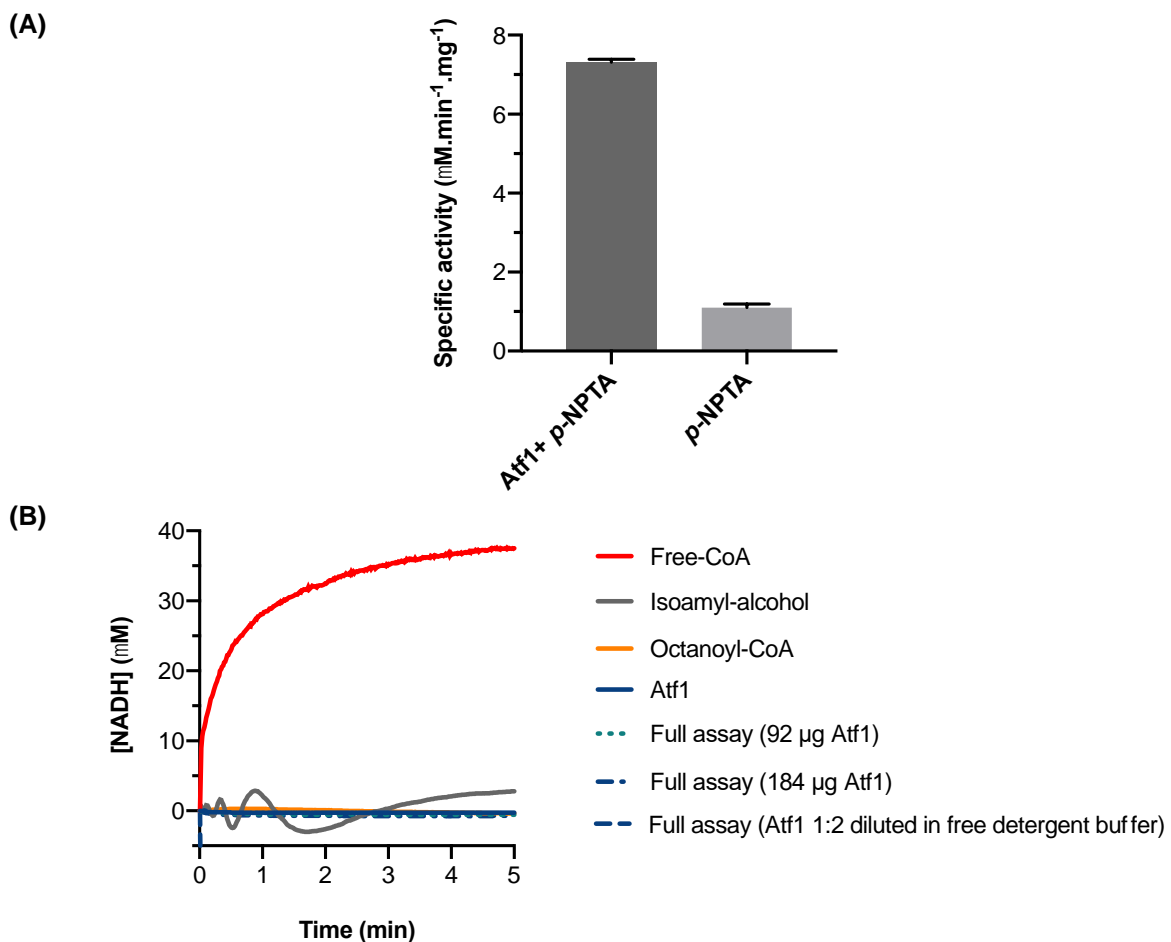 (A)
8
6
4
2
0
Specific activity (mM.min⁻¹.mg⁻¹)
Atf1+ p-NPTA
p-NPTA
(B)
40
30
20
10
0
[NADH] (mM)
0 1 2 3 4 5
Time (min)
Free-CoA
Isoamyl-alcohol
Octanoyl-CoA
Atf1
Full assay (92 µg Atf1)
Full assay (184 µg Atf1)
Full assay (Atf1 1:2 diluted in free detergent buffer)